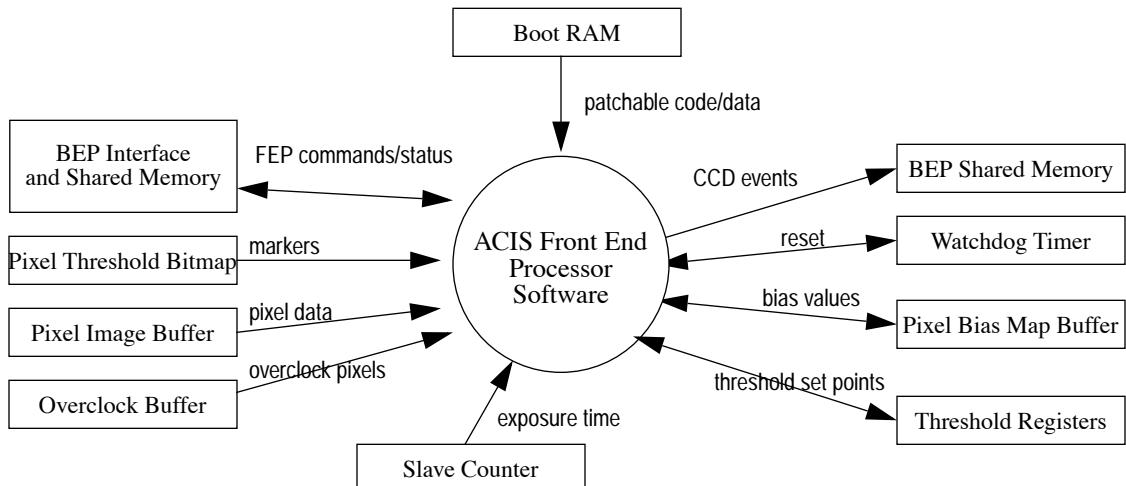 Boot RAM
patchable code/data
BEP Interface
and Shared Memory
FEP commands/status
CCD events
BEP Shared Memory
ACIS Front End
Processor
Software
reset
Watchdog Timer
Pixel Threshold Bitmap
markers
bias values
Pixel Bias Map Buffer
Pixel Image Buffer
pixel data
overclock pixels
threshold set points
Overclock Buffer
Threshold Registers
exposure time
Slave Counter